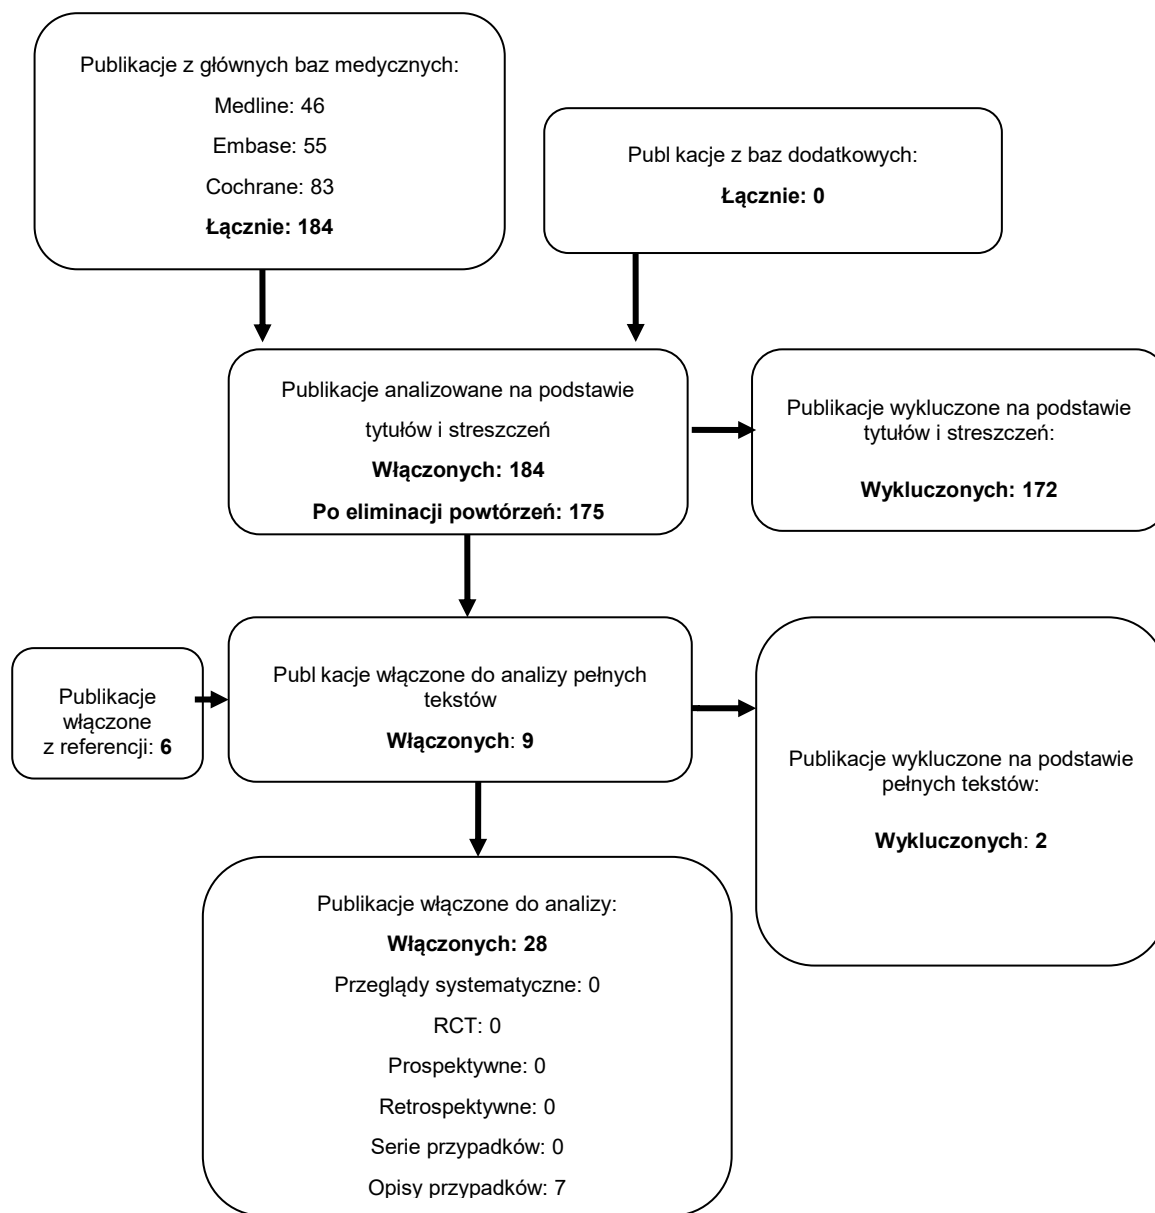 Publikacje z głównych baz medycznych:
Medline: 46
Embase: 55
Cochrane: 83
Łącznie: 184
Publ kacje z baz dodatkowych:
Łącznie: 0
Publikacje analizowane na podstawie
tytułów i streszczeń
Włączonych: 184
Po eliminacji powtórzeń: 175
Publikacje wykluczone na podstawie
tytułów i streszczeń:
Wykluczonych: 172
Publikacje
włączone
z referencji: 6
Publ kacje włączone do analizy pełnych
tekstów
Włączonych: 9
Publikacje wykluczone na podstawie
pełnych tekstów:
Wykluczonych: 2
Publikacje włączone do analizy:
Włączonych: 28
Przeglądy systematyczne: 0
RCT: 0
Prospektywne: 0
Retrospektywne: 0
Serie przypadków: 0
Opisy przypadków: 7